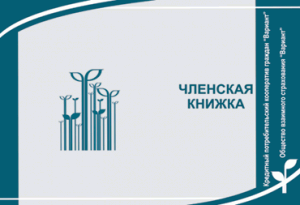 ЧЛЕНСКАЯ
КНИЖКА
Кредитный потребительский кооператив граждан "Вариант"
Общество взаимного страхования "Вариант"